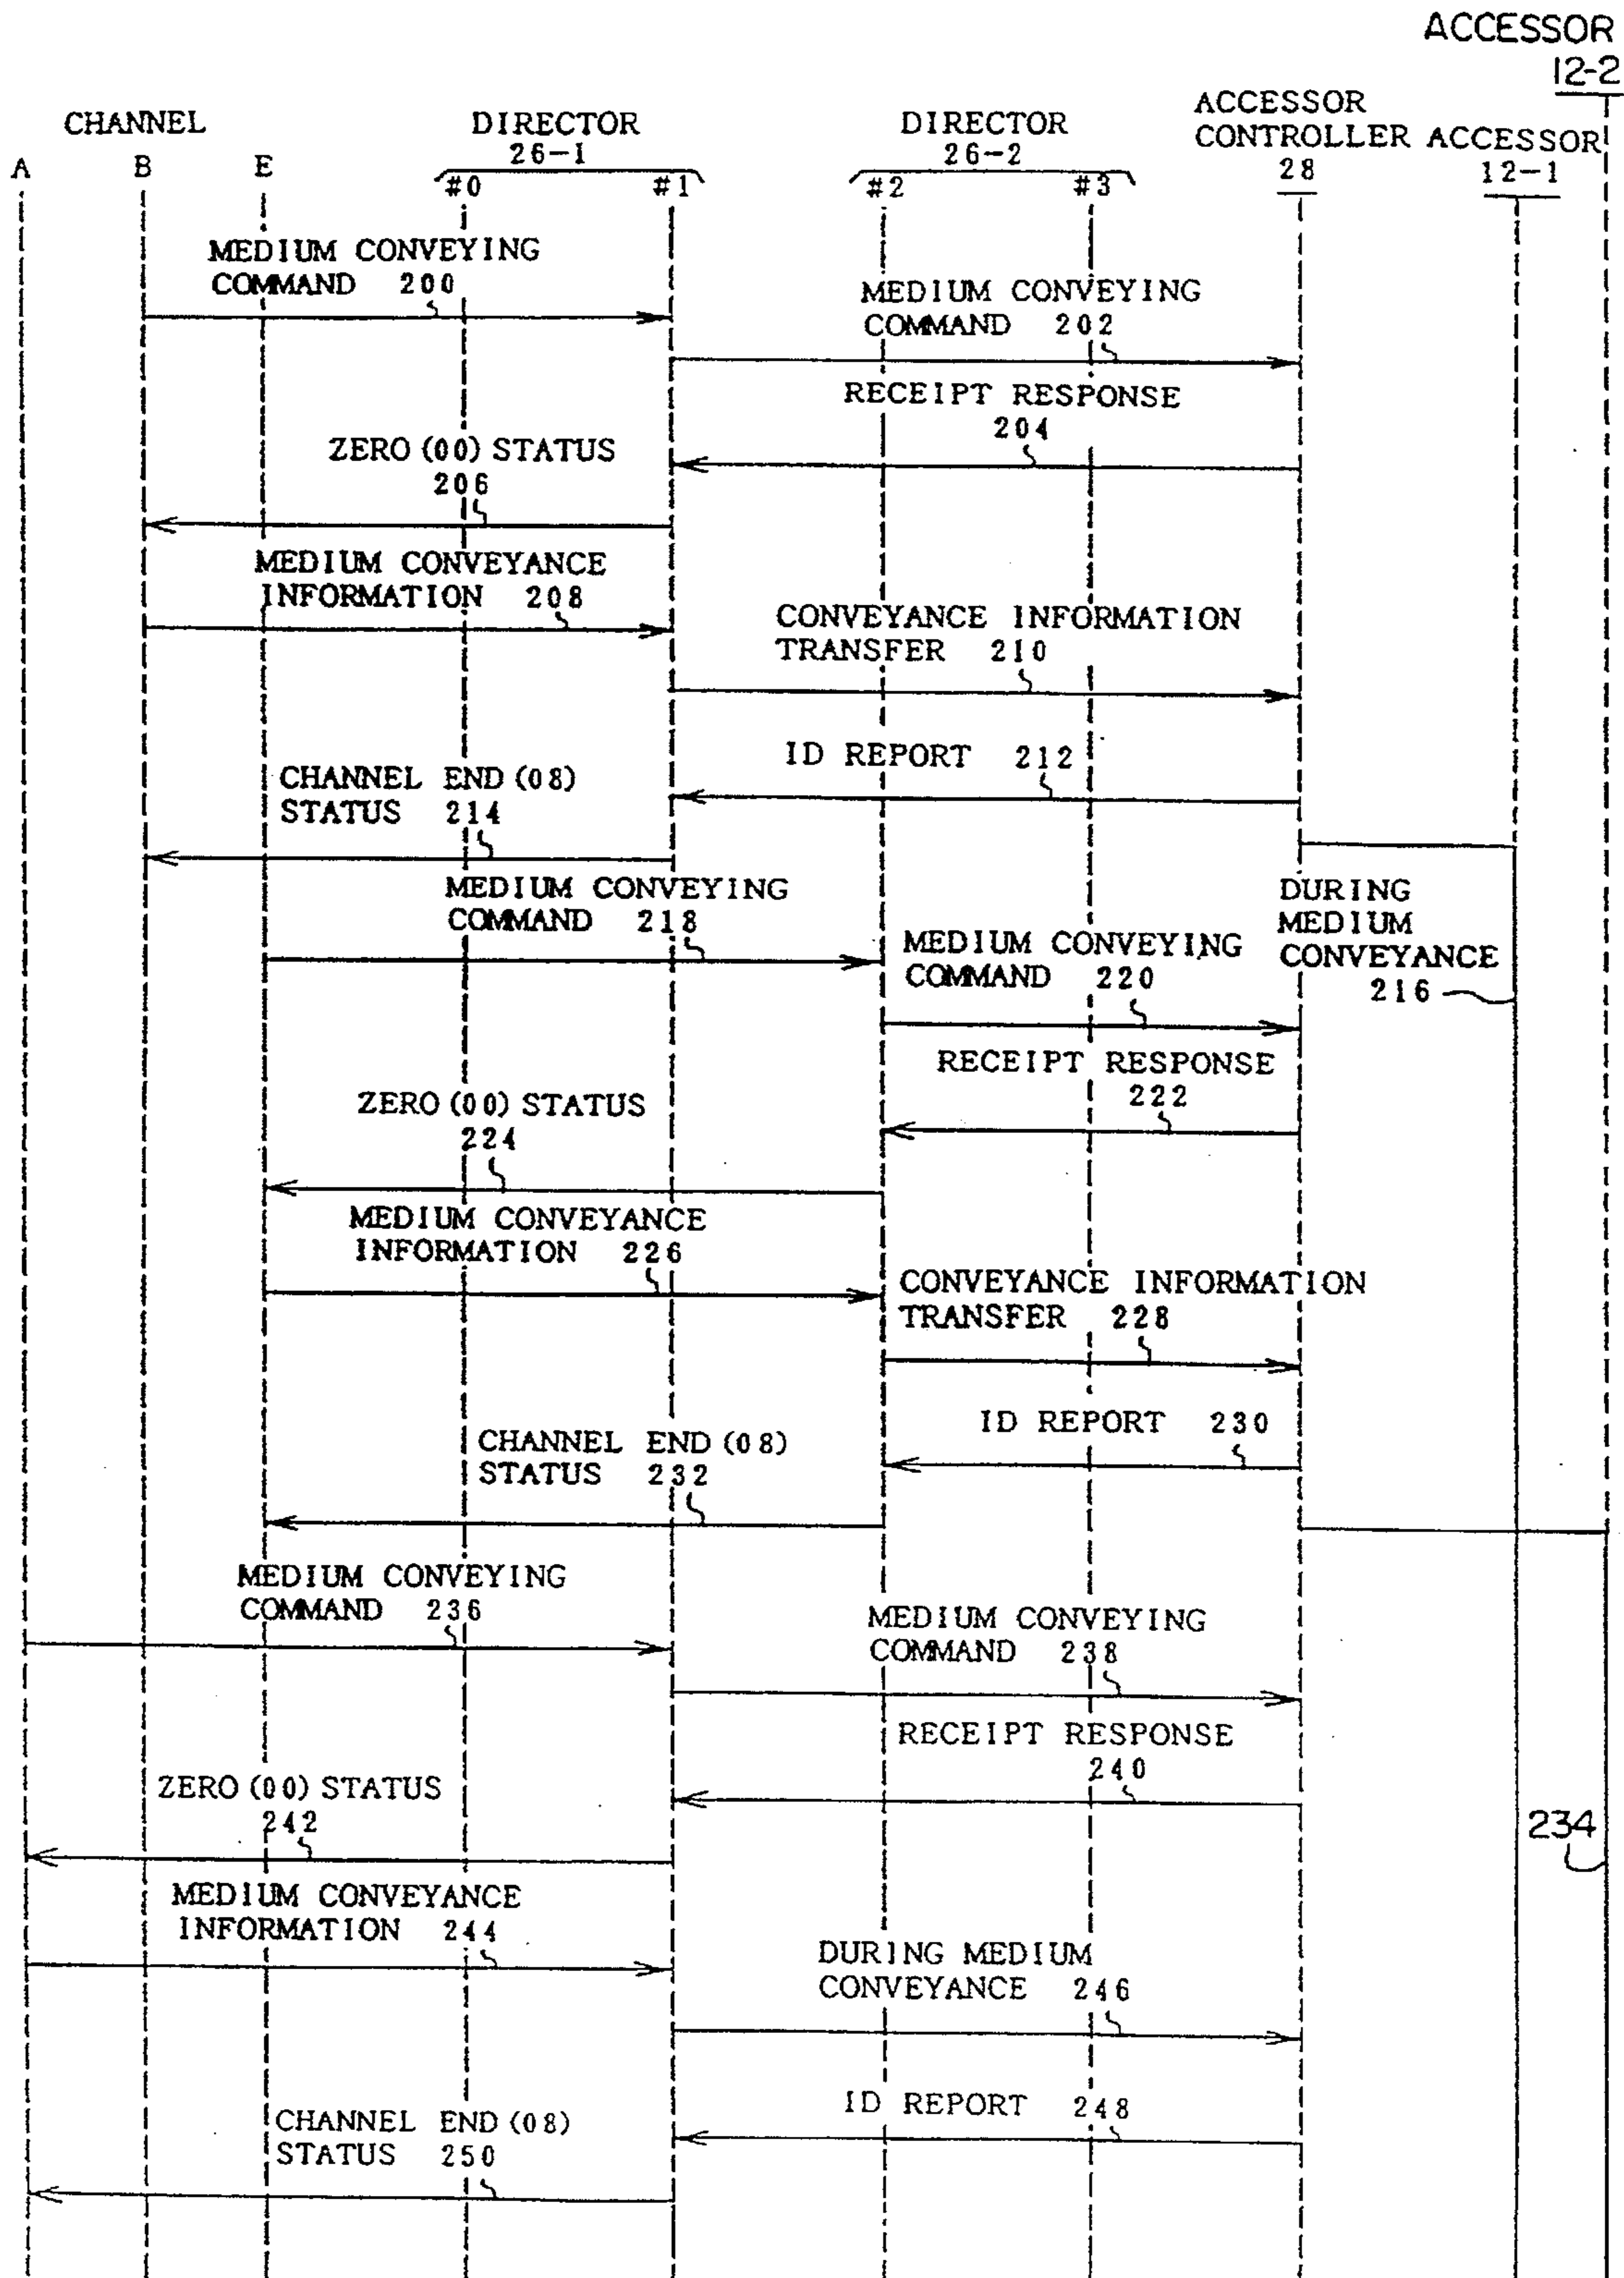 ACCESSOR
12-2
CHANNEL
DIRECTOR
26-1
DIRECTOR
26-2
ACCESSOR
CONTROLLER
28
ACCESSOR
12-1
A
B
E
#0
#1
#2
#3
MEDIUM CONVEYING
COMMAND 200
MEDIUM CONVEYING
COMMAND 202
RECEIPT RESPONSE
204
ZERO (00) STATUS
206
MEDIUM CONVEYANCE
INFORMATION 208
CONVEYANCE INFORMATION
TRANSFER 210
ID REPORT 212
CHANNEL END (08)
STATUS 214
DURING
MEDIUM
CONVEYANCE
216
MEDIUM CONVEYING
COMMAND 218
MEDIUM CONVEYING
COMMAND 220
RECEIPT RESPONSE
222
ZERO (00) STATUS
224
MEDIUM CONVEYANCE
INFORMATION 226
CONVEYANCE INFORMATION
TRANSFER 228
ID REPORT 230
CHANNEL END (08)
STATUS 232
MEDIUM CONVEYING
COMMAND 236
MEDIUM CONVEYING
COMMAND 238
RECEIPT RESPONSE
240
ZERO (00) STATUS
242
234
MEDIUM CONVEYANCE
INFORMATION 244
DURING MEDIUM
CONVEYANCE 246
ID REPORT 248
CHANNEL END (08)
STATUS 250